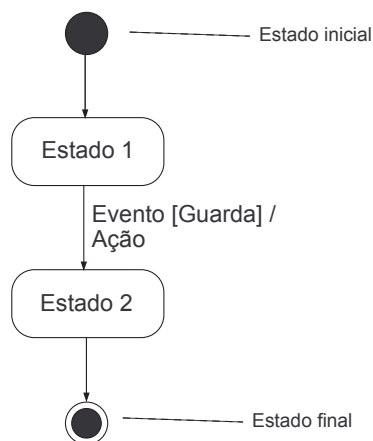 Estado inicial
Estado 1
Evento [Guarda] /
Ação
Estado 2
Estado final